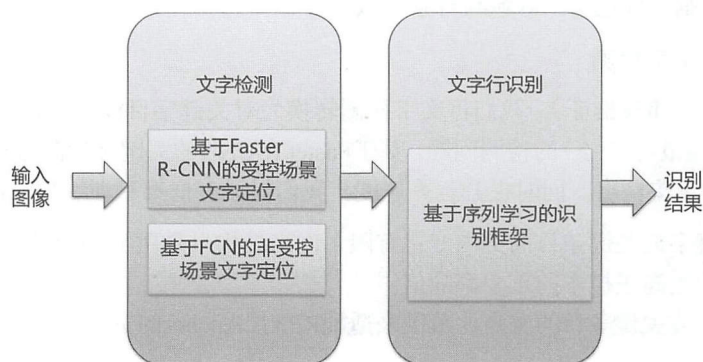 输入
图像
文字检测
基于Faster
R-CNN的受控场景
文字定位
基于FCN的非受控
场景文字定位
文字行识别
基于序列学习的识
别框架
识别
结果